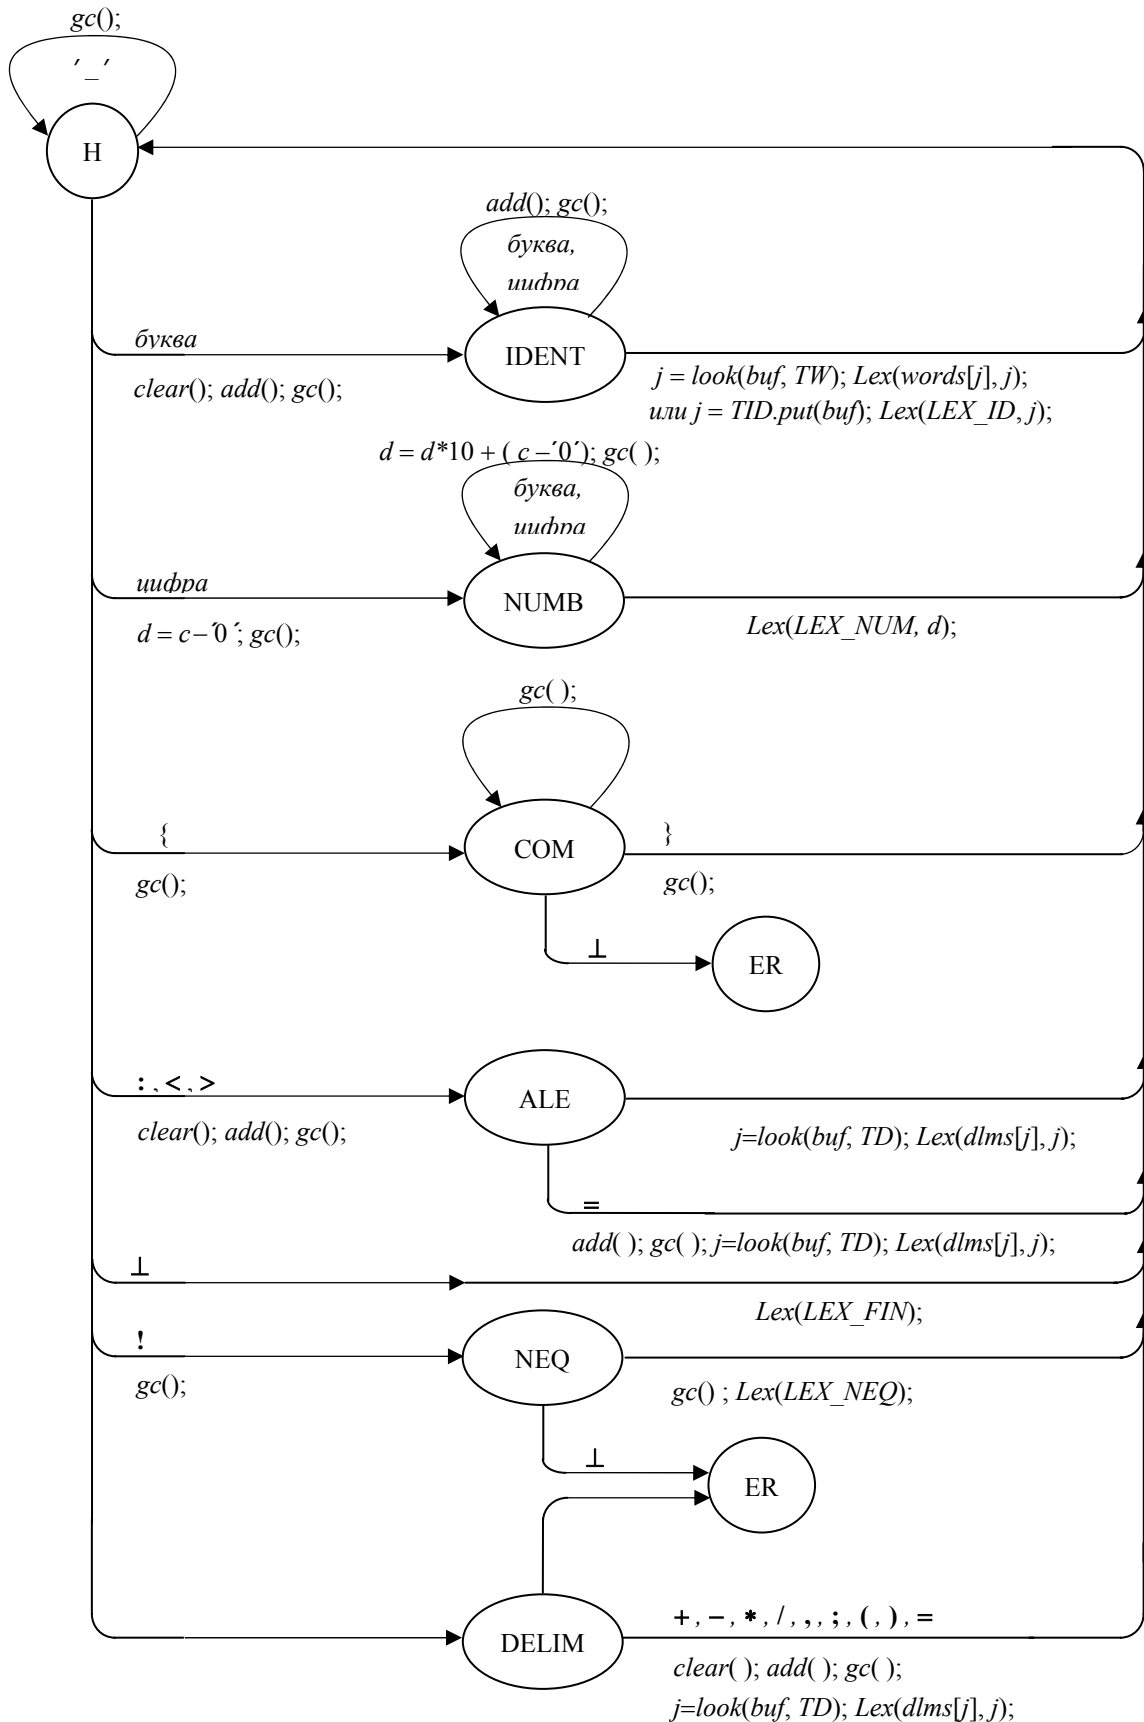 gc();
′ _ ′
H
add(); gc();
буква,
цифра
IDENT
буква
clear(); add(); gc();
j = look(buf, TW); Lex(words[j], j);
или j = TID.put(buf); Lex(LEX_ID, j);
d = d*10 + ( c –´0´); gc( );
буква,
цифра
NUMB
цифра
d = c –´0 ´; gc();
Lex(LEX_NUM, d);
gc( );
COM
{
gc();
}
gc();
⊥
ER
: , < , >
clear(); add(); gc();
ALE
j=look(buf, TD); Lex(dlms[j], j);
=
add( ); gc( ); j=look(buf, TD); Lex(dlms[j], j);
⊥
Lex(LEX_FIN);
!
gc();
NEQ
gc() ; Lex(LEX_NEQ);
⊥
ER
DELIM
+ , – , * , / , , , ; , ( , ) , =
clear( ); add( ); gc( );
j=look(buf, TD); Lex(dlms[j], j);